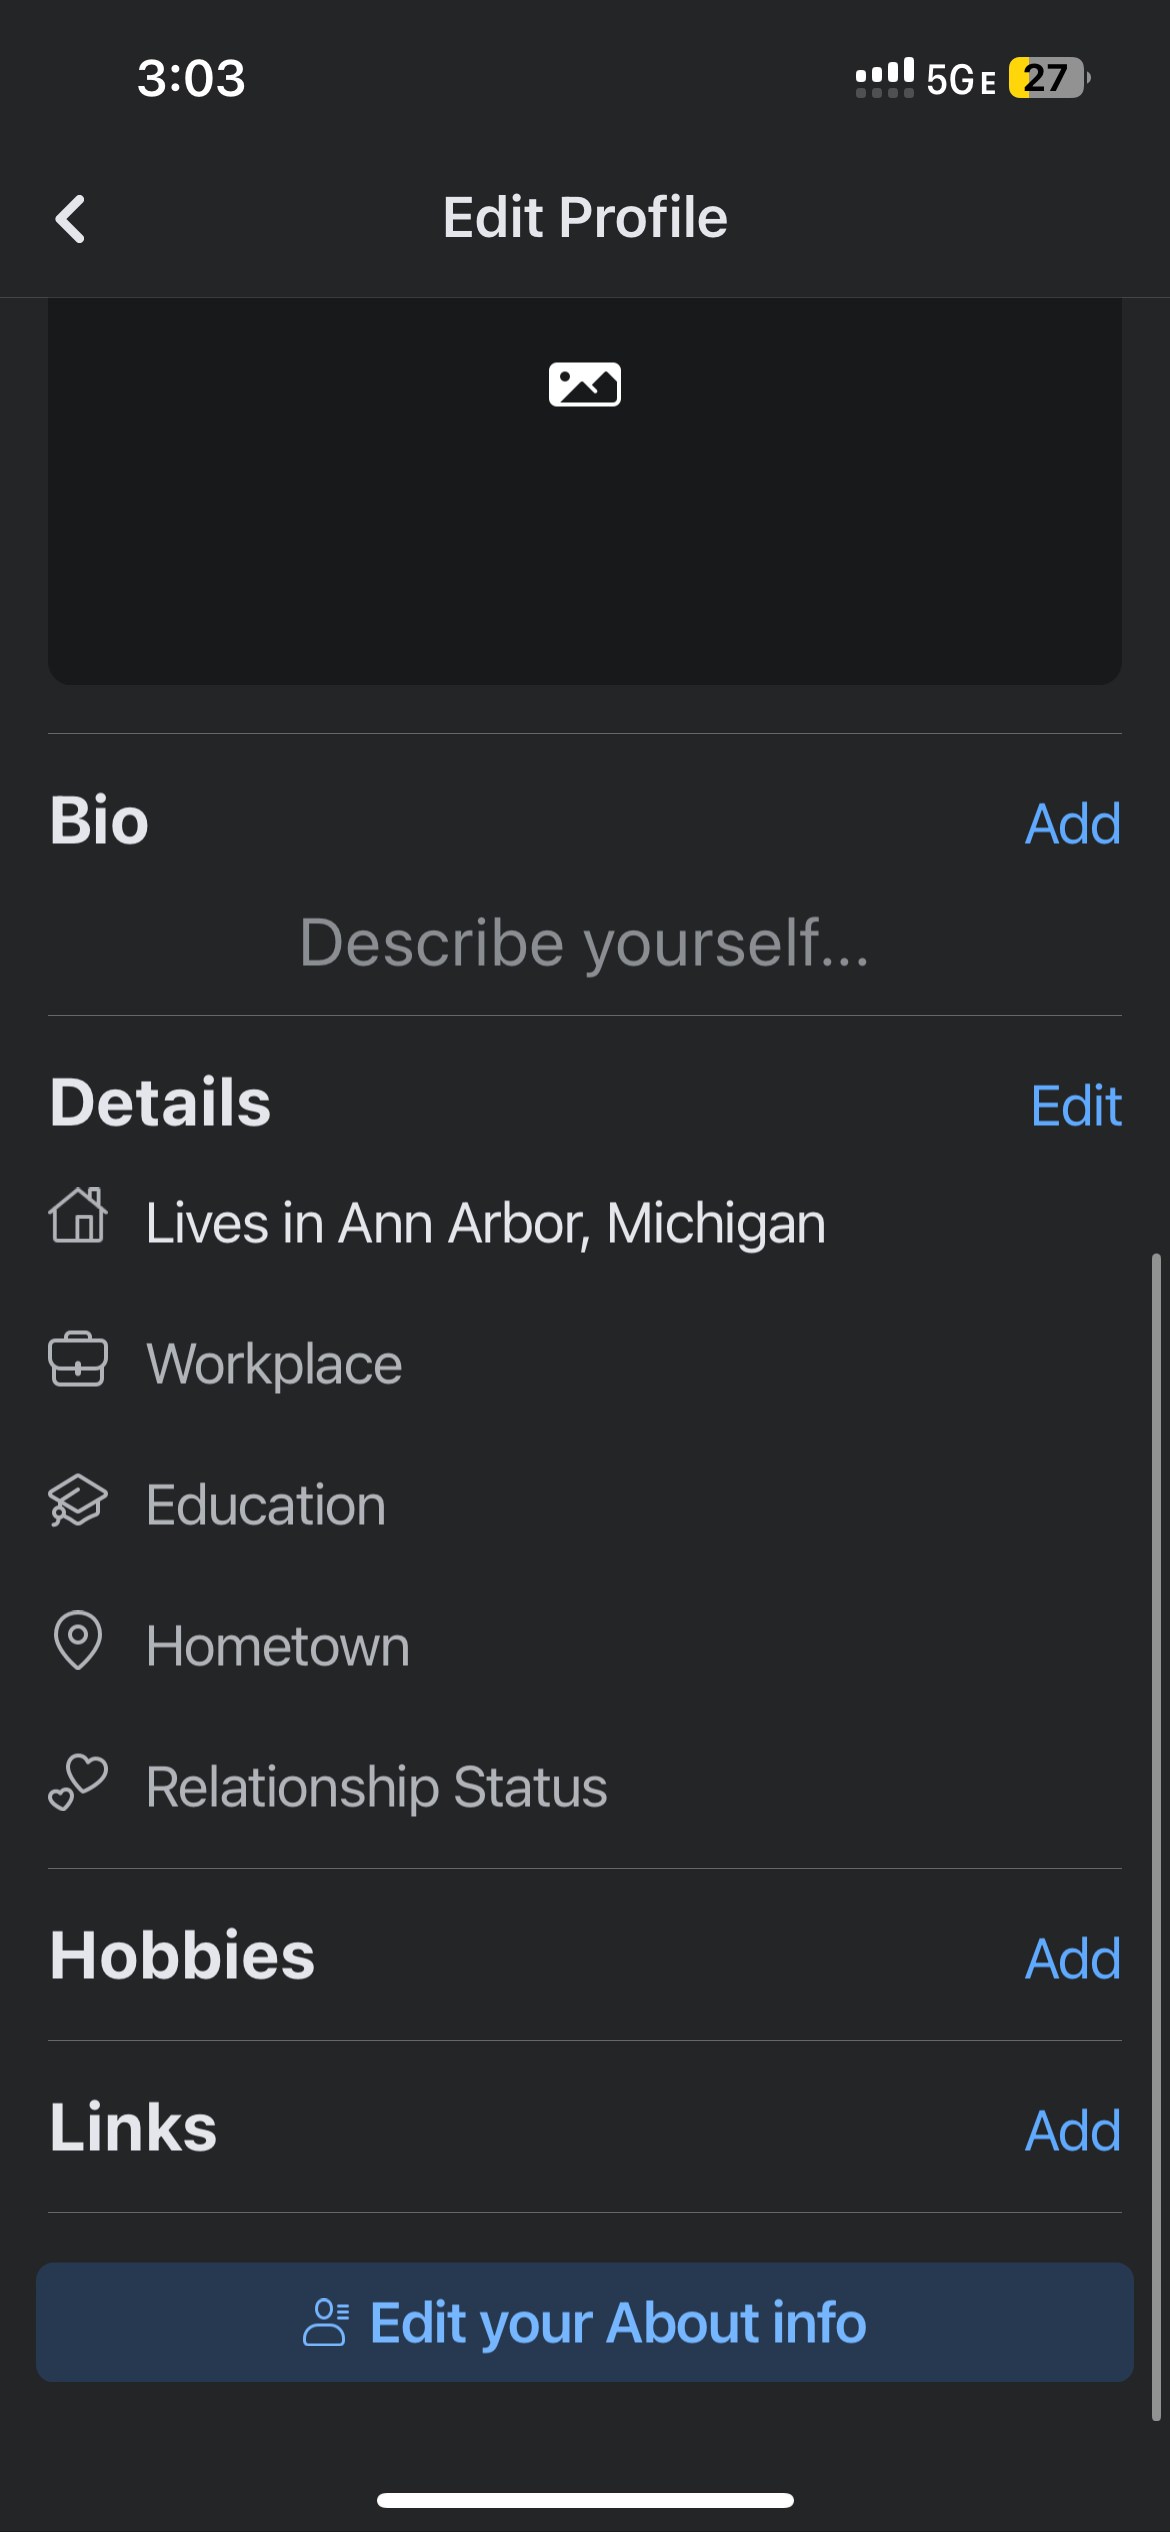 3:03 5G E 27
Edit Profile
Bio Add
Describe yourself...
Details Edit
Lives in Ann Arbor, Michigan
Workplace
Education
Hometown
Relationship Status
Hobbies Add
Links Add
Edit your About info